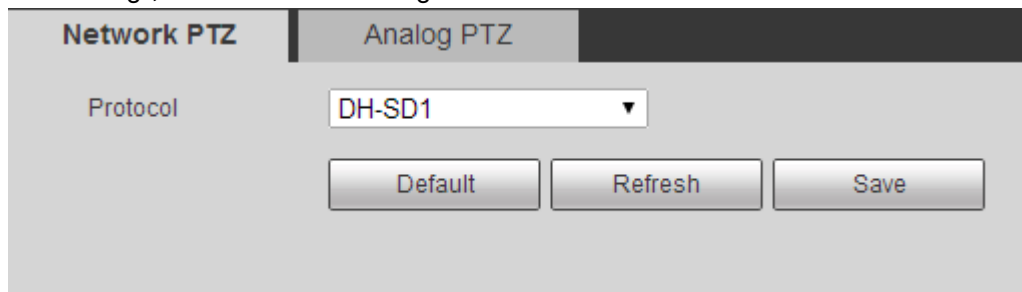 Network PTZ Analog PTZ
Protocol DH-SD1
Default Refresh Save